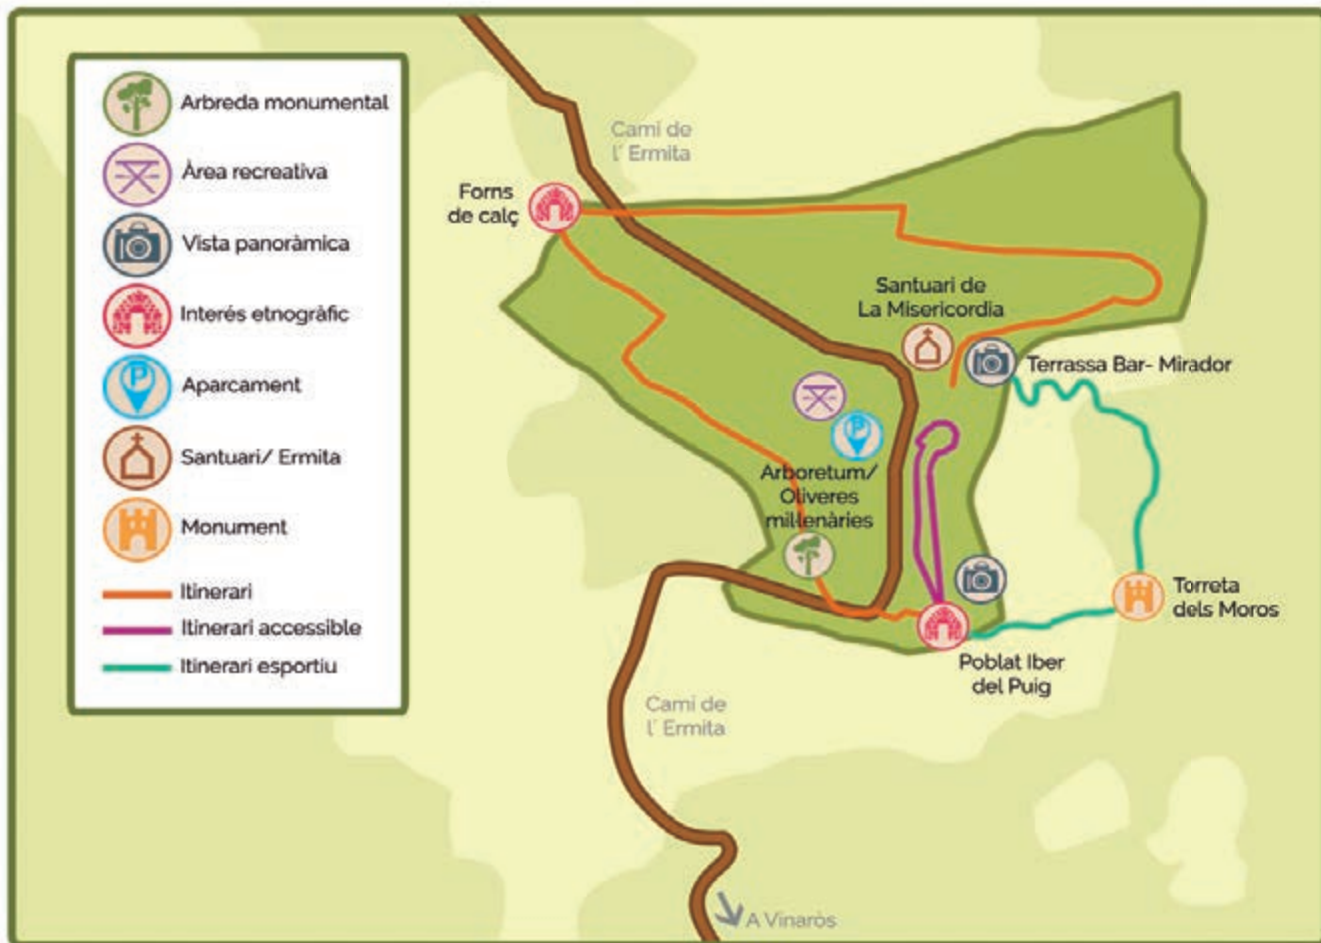 Arbreda monumental
Àrea recreativa
Vista panoràmica
Interés etnogràfic
Aparcament
Santuari/ Ermita
Monument
Itinerari
Itinerari accessible
Itinerari esportiu
Camí de
l´ Ermita
Forns
de calç
Santuari de
La Misericordia
Terrassa Bar- Mirador
P
Arboretum/
Oliveres
mil·lenàries
Torreta
dels Moros
Poblat Iber
del Puig
Camí de
l´ Ermita
A Vinaròs